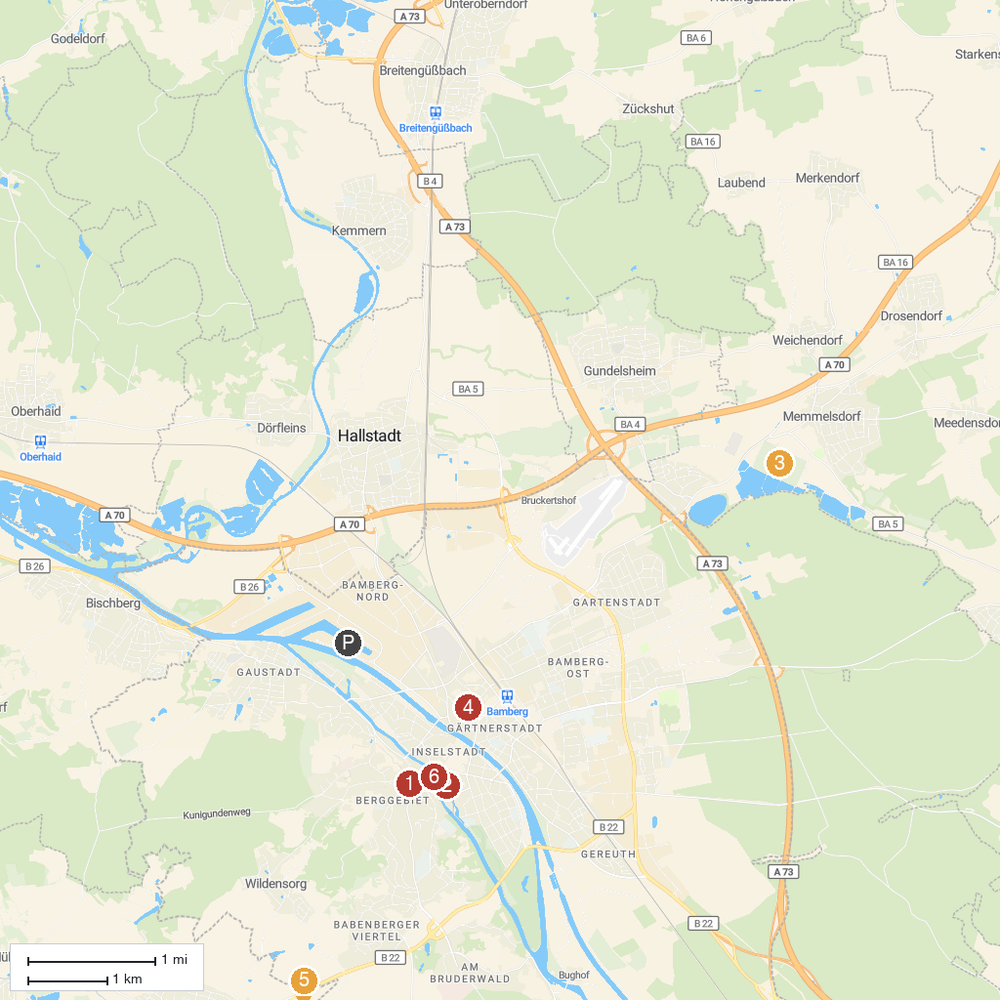 Unteroberndorf
A 73
Godeldorf
BA 6
Starkens
Breitengüßbach
Zückshut
Breitengüßbach
BA 16
B 4
Laubend
Merkendorf
A 73
Kemmern
BA 16
Drosendorf
Weichendorf
A 70
Gundelsheim
BA 5
Oberhaid
Memmelsdorf
BA 4
Meedensdor
Dörfleins
Hallstadt
Oberhaid
3
Bruckertshof
A 70
A 70
BA 5
B 26
A 73
B 26
BAMBERG-
NORD
Bischberg
GARTENSTADT
P
BAMBERG-
OST
GAUSTADT
rf
4
Bamberg
GÄRTNERSTADT
INSELSTADT
1
6
2
BERGGEBIET
Kunigundenweg
B 22
GEREUTH
A 73
Wildensorg
BABENBERGER
VIERTEL
B 22
B 22
AM
BRUDERWALD
Bughof
5
1 mi
1 km